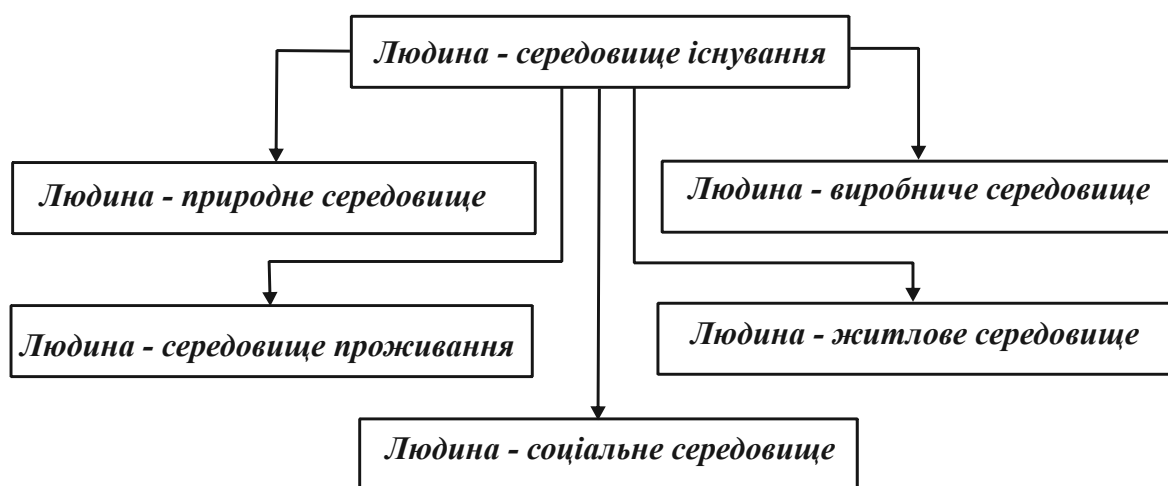 Людина - середовище існування
Людина - природне середовище
Людина - виробниче середовище
Людина - середовище проживання
Людина - житлове середовище
Людина - соціальне середовище